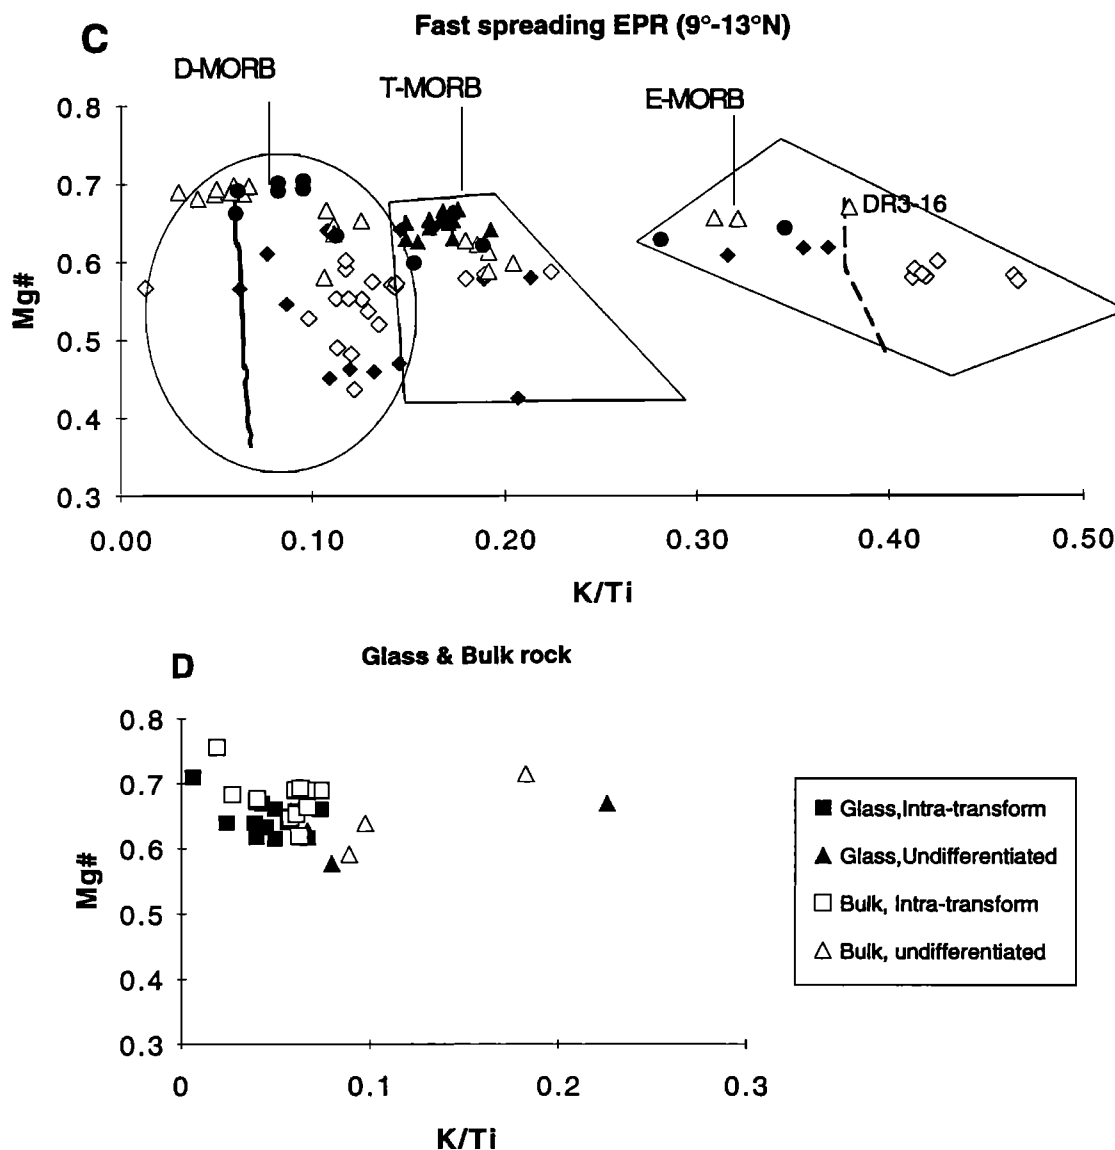 C
Fast spreading EPR (9°-13°N)
D-MORB
T-MORB
E-MORB
DR3-16
0.8
0.7
0.6
0.5
0.4
0.3
Mg#
0.00 0.10 0.20 0.30 0.40 0.50
K/Ti
D
Glass & Bulk rock
0.8
0.7
0.6
0.5
0.4
0.3
Mg#
0 0.1 0.2 0.3
K/Ti
Glass,Intra-transform
Glass,Undifferentiated
Bulk, Intra-transform
Bulk, undifferentiated